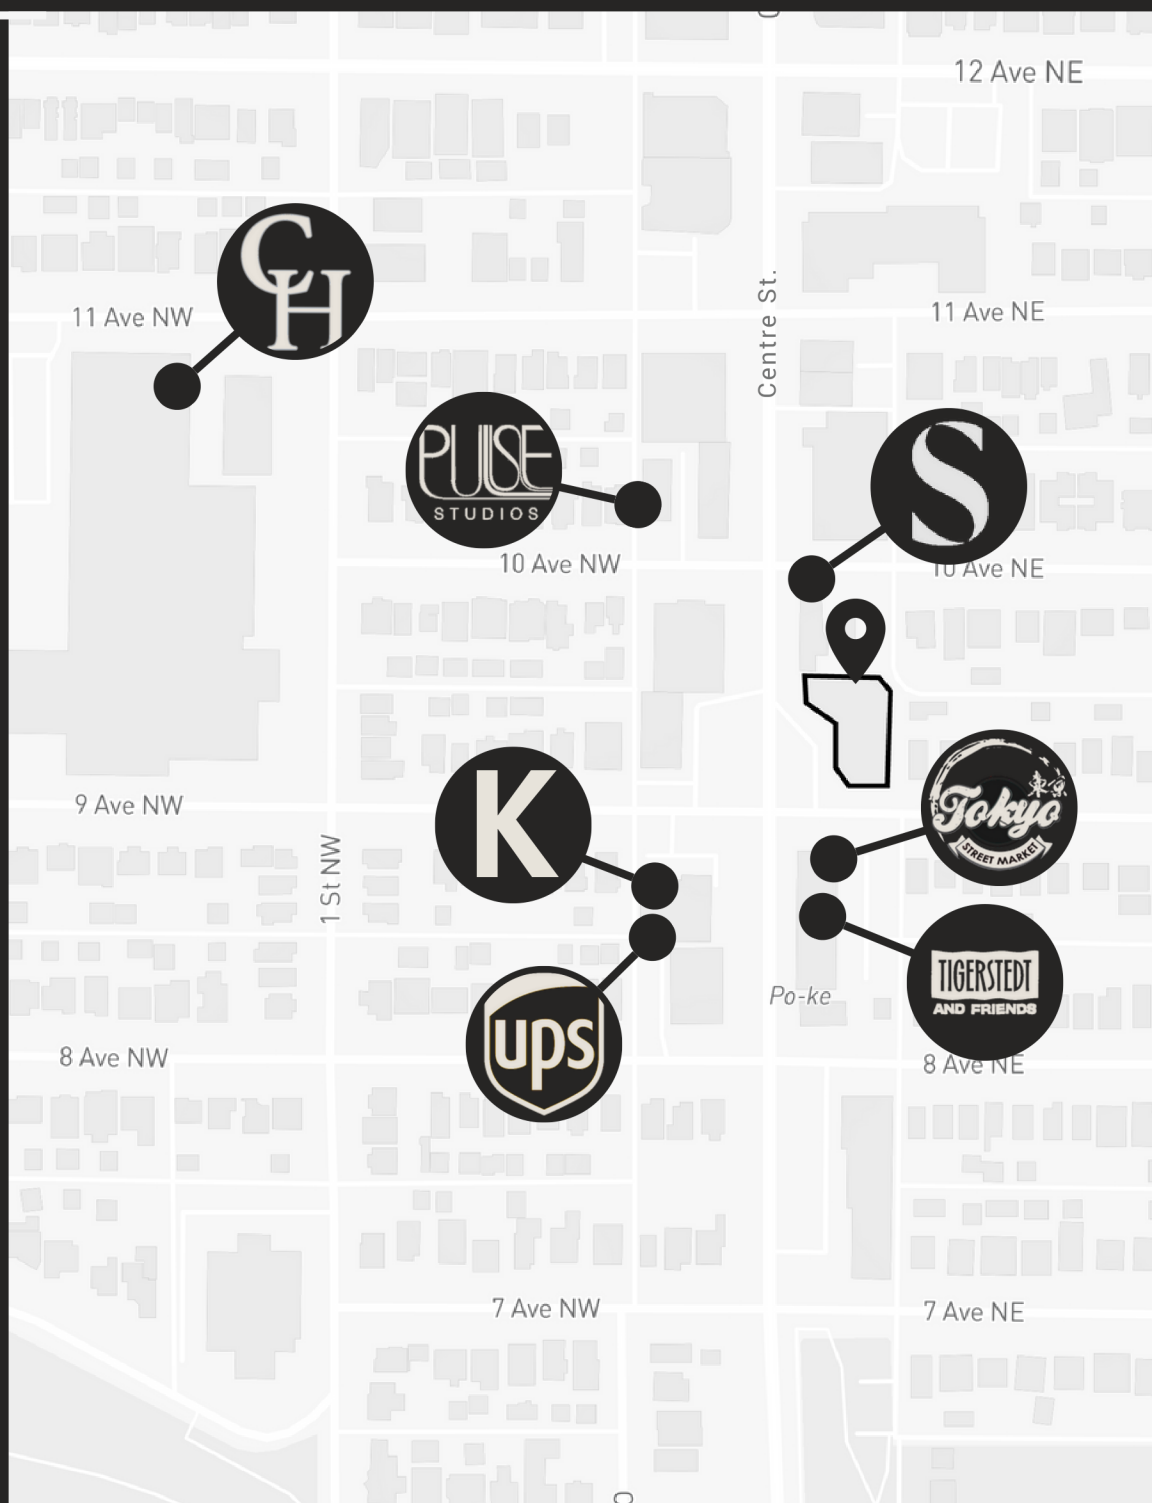 12 Ave NE
CH
11 Ave NW
Centre St.
11 Ave NE
PULSE
STUDIOS
S
10 Ave NW
10 Ave NE
東京
Tokyo
STREET MARKET
K
9 Ave NW
1 St NW
TIGERSTEDT
AND FRIENDS
Po-ke
ups
8 Ave NW
8 Ave NE
7 Ave NW
7 Ave NE